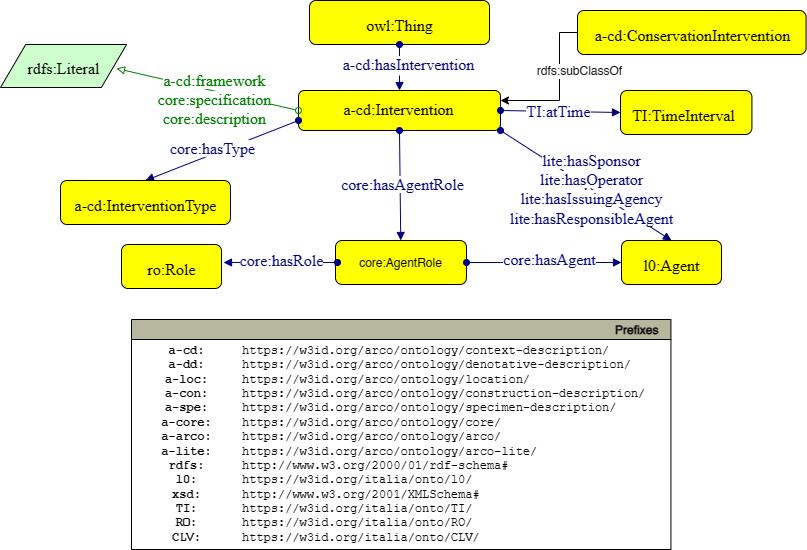 owl:Thing
a-cd:ConservationIntervention
rdfs:Literal
a-cd:hasIntervention
rdfs:subClassOf
a-cd:framework
core:specification
core:description
a-cd:Intervention
TI:atTime
TI:TimeInterval
core:hasType
lite:hasSponsor
lite:hasOperator
lite:hasIssuingAgency
lite:hasResponsibleAgent
core:hasAgentRole
a-cd:InterventionType
ro:Role
core:hasRole
core:AgentRole
core:hasAgent
l0:Agent
Prefixes
a-cd: https://w3id.org/arco/ontology/context-description/
a-dd: https://w3id.org/arco/ontology/denotative-description/
a-loc: https://w3id.org/arco/ontology/location/
a-con: https://w3id.org/arco/ontology/construction-description/
a-spe: https://w3id.org/arco/ontology/specimen-description/
a-core: https://w3id.org/arco/ontology/core/
a-arco: https://w3id.org/arco/ontology/arco/
a-lite: https://w3id.org/arco/ontology/arco-lite/
rdfs: http://www.w3.org/2000/01/rdf-schema#
l0: https://w3id.org/italia/onto/l0/
xsd: http://www.w3.org/2001/XMLSchema#
TI: https://w3id.org/italia/onto/TI/
RO: https://w3id.org/italia/onto/RO/
CLV: https://w3id.org/italia/onto/CLV/